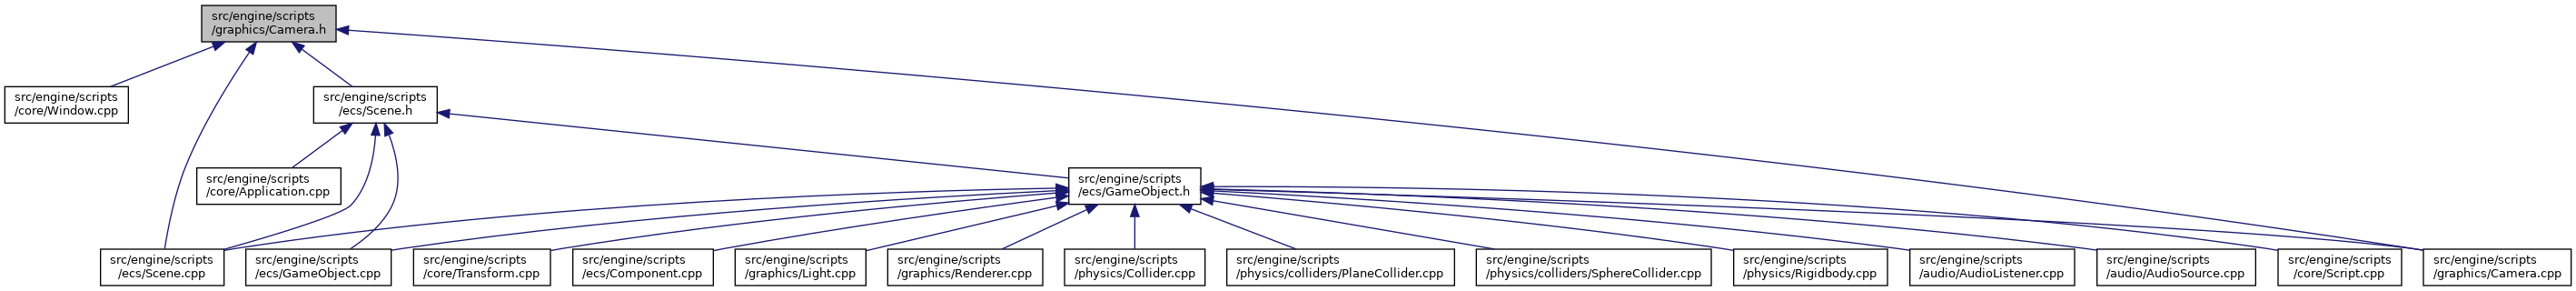 src/engine/scripts
/graphics/Camera.h
src/engine/scripts
/core/Window.cpp
src/engine/scripts
/ecs/Scene.h
src/engine/scripts
/core/Application.cpp
src/engine/scripts
/ecs/GameObject.h
src/engine/scripts
/ecs/Scene.cpp
src/engine/scripts
/ecs/GameObject.cpp
src/engine/scripts
/core/Transform.cpp
src/engine/scripts
/ecs/Component.cpp
src/engine/scripts
/graphics/Light.cpp
src/engine/scripts
/graphics/Renderer.cpp
src/engine/scripts
/physics/Collider.cpp
src/engine/scripts
/physics/colliders/PlaneCollider.cpp
src/engine/scripts
/physics/colliders/SphereCollider.cpp
src/engine/scripts
/physics/Rigidbody.cpp
src/engine/scripts
/audio/AudioListener.cpp
src/engine/scripts
/audio/AudioSource.cpp
src/engine/scripts
/core/Script.cpp
src/engine/scripts
/graphics/Camera.cpp